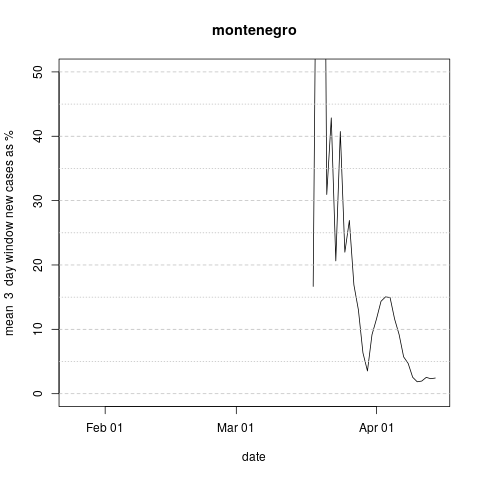 montenegro
mean  3  day window new cases as %
50
40
30
20
10
0
Feb 01
Mar 01
Apr 01
date